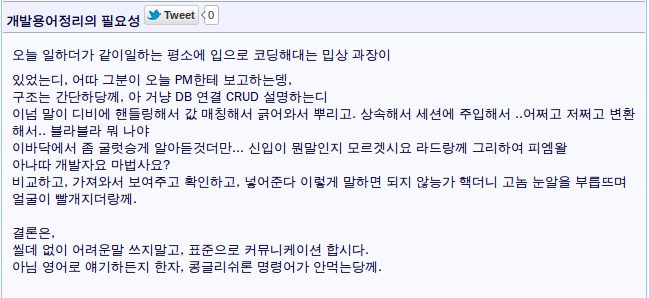 개발용어정리의 필요성 Tweet 0
오늘 일하더가 같이일하는 평소에 입으로 코딩해대는 밉상 과장이
있었는디, 어따 그분이 오늘 PM한테 보고하는뎅,
구조는 간단하당께, 아 거냥 DB 연결 CRUD 설명하는디
이넘 말이 디비에 핸들링해서 값 매칭해서 긁어와서 뿌리고. 상속해서 세션에 주입해서 ..어쩌고 저쩌고 변환
해서.. 블라블라 뭐 나야
이바닥에서 좀 굴럿승게 알아듣것더만... 신입이 뭔말인지 모르겟시요 라드랑께 그리하여 피엠왈
아나따 개발자요 마법사요?
비교하고, 가져와서 보여주고 확인하고, 넣어준다 이렇게 말하면 되지 않능가 핵더니 고놈 눈알을 부릅뜨며
얼굴이 빨개지더랑께.
결론은,
씰데 없이 어려운말 쓰지말고, 표준으로 커뮤니케이션 합시다.
아님 영어로 얘기하든지 한자, 콩글리쉬론 명령어가 안먹는당께.